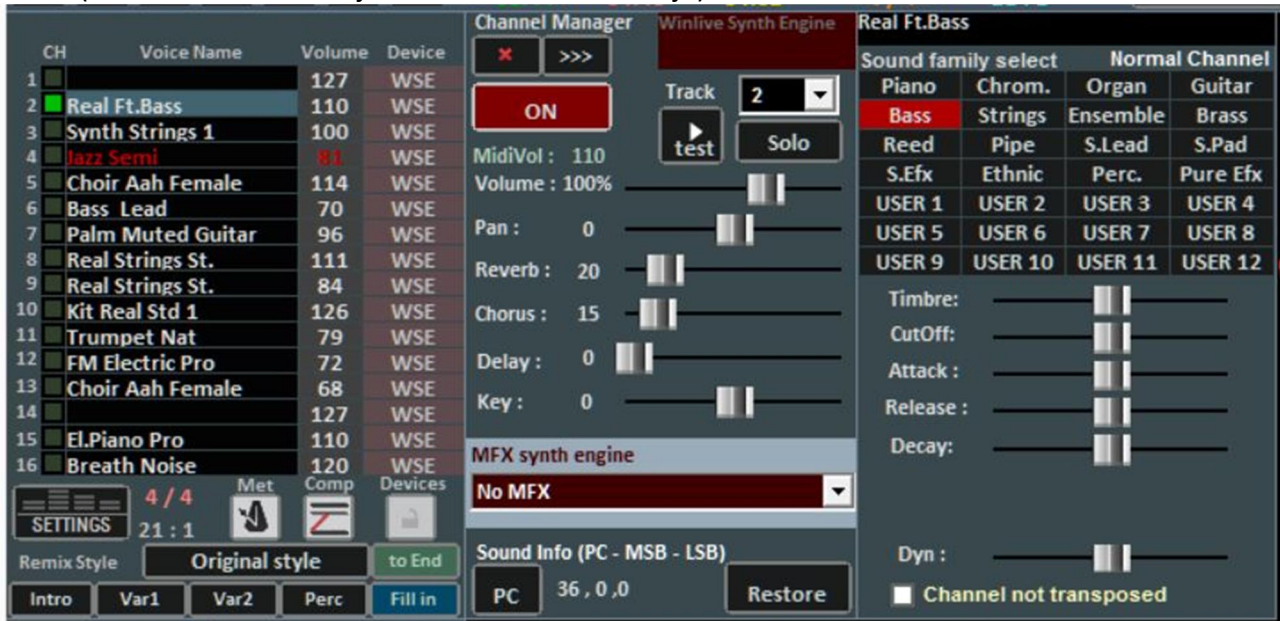 CH Voice Name Volume Device
1 127 WSE
2 Real Ft.Bass 110 WSE
3 Synth Strings 1 100 WSE
4 Jazz Semi 81 WSE
5 Choir Aah Female 114 WSE
6 Bass Lead 70 WSE
7 Palm Muted Guitar 96 WSE
8 Real Strings St. 111 WSE
9 Real Strings St. 84 WSE
10 Kit Real Std 1 126 WSE
11 Trumpet Nat 79 WSE
12 FM Electric Pro 72 WSE
13 Choir Aah Female 68 WSE
14 127 WSE
15 El.Piano Pro 110 WSE
16 Breath Noise 120 WSE
Met Comp Devices
4 / 4
SETTINGS 21 : 1
Remix Style Original style to End
Intro Var1 Var2 Perc Fill in
Channel Manager Winlive Synth Engine
>>>
Track 2
ON
test Solo
MidiVol : 110
Volume : 100%
Pan : 0
Reverb : 20
Chorus : 15
Delay : 0
Key : 0
MFX synth engine
No MFX
Sound Info (PC - MSB - LSB)
PC 36 , 0 ,0 Restore
Real Ft.Bass
Sound family select Normal Channel
Piano Chrom. Organ Guitar
Bass Strings Ensemble Brass
Reed Pipe S.Lead S.Pad
S.Efx Ethnic Perc. Pure Efx
USER 1 USER 2 USER 3 USER 4
USER 5 USER 6 USER 7 USER 8
USER 9 USER 10 USER 11 USER 12
Timbre:
CutOff:
Attack :
Release :
Decay:
Dyn :
Channel not transposed